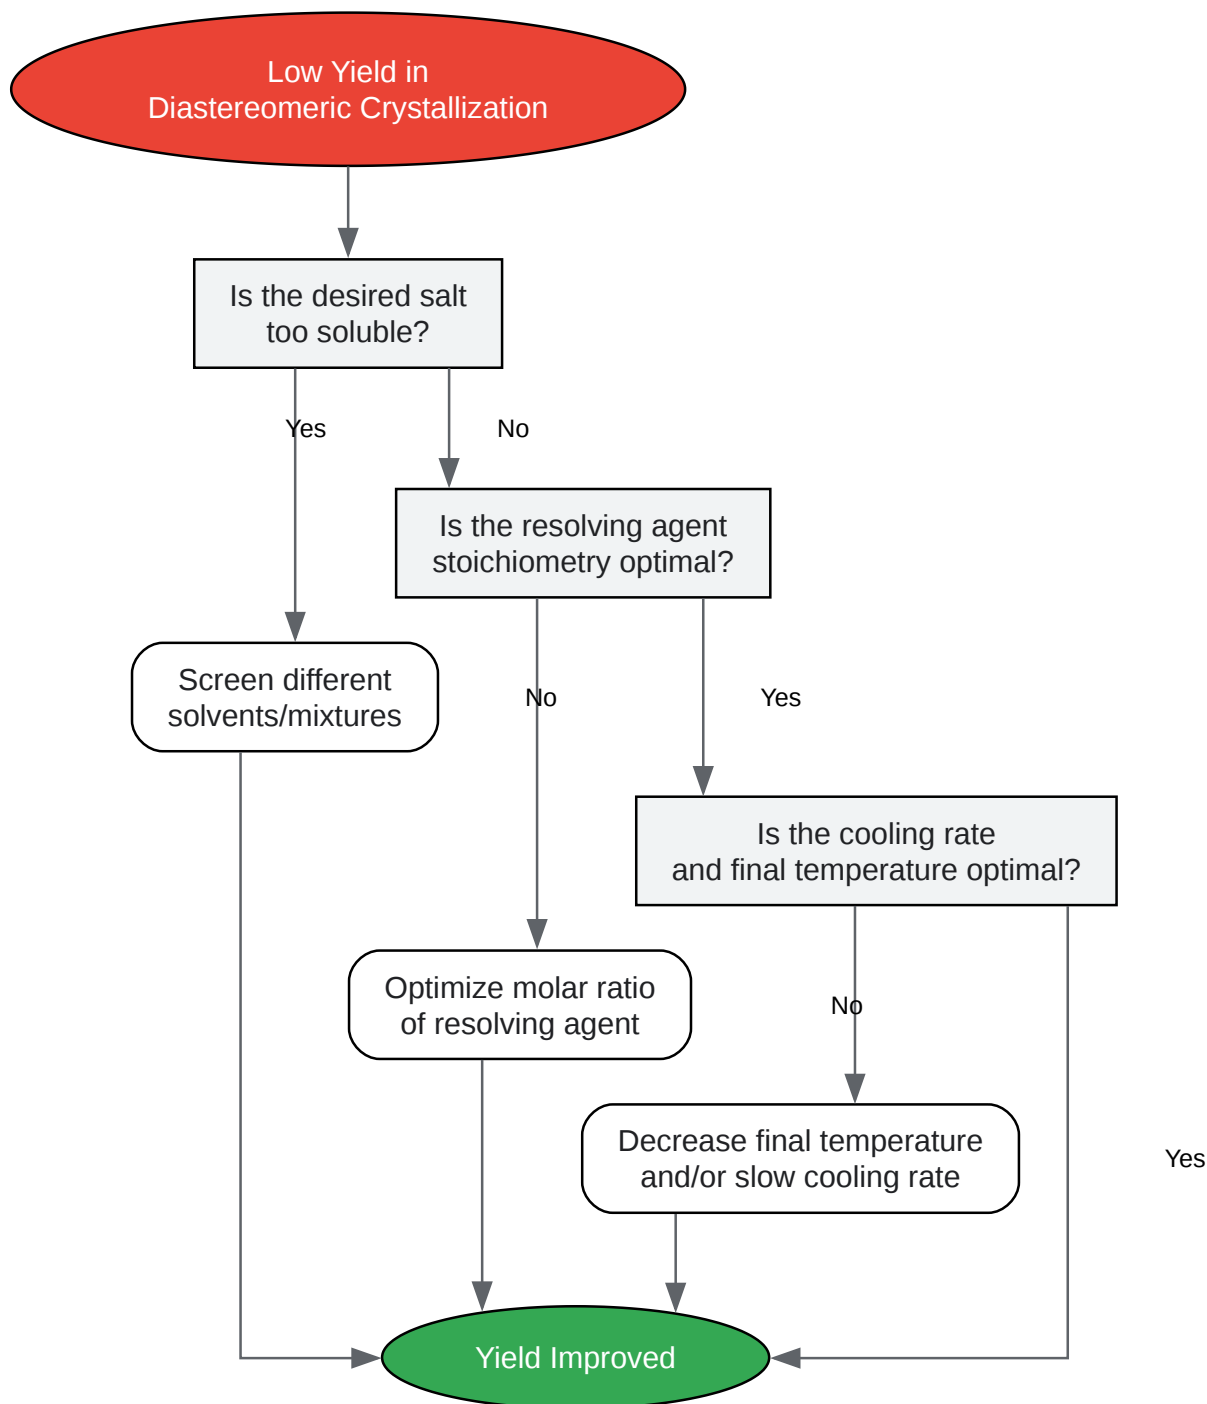 Low Yield in
Diastereomeric Crystallization
Is the desired salt
too soluble?
Yes
No
Is the resolving agent
stoichiometry optimal?
Screen different
solvents/mixtures
No
Yes
Is the cooling rate
and final temperature optimal?
Optimize molar ratio
of resolving agent
No
Decrease final temperature
and/or slow cooling rate
Yes
Yield Improved